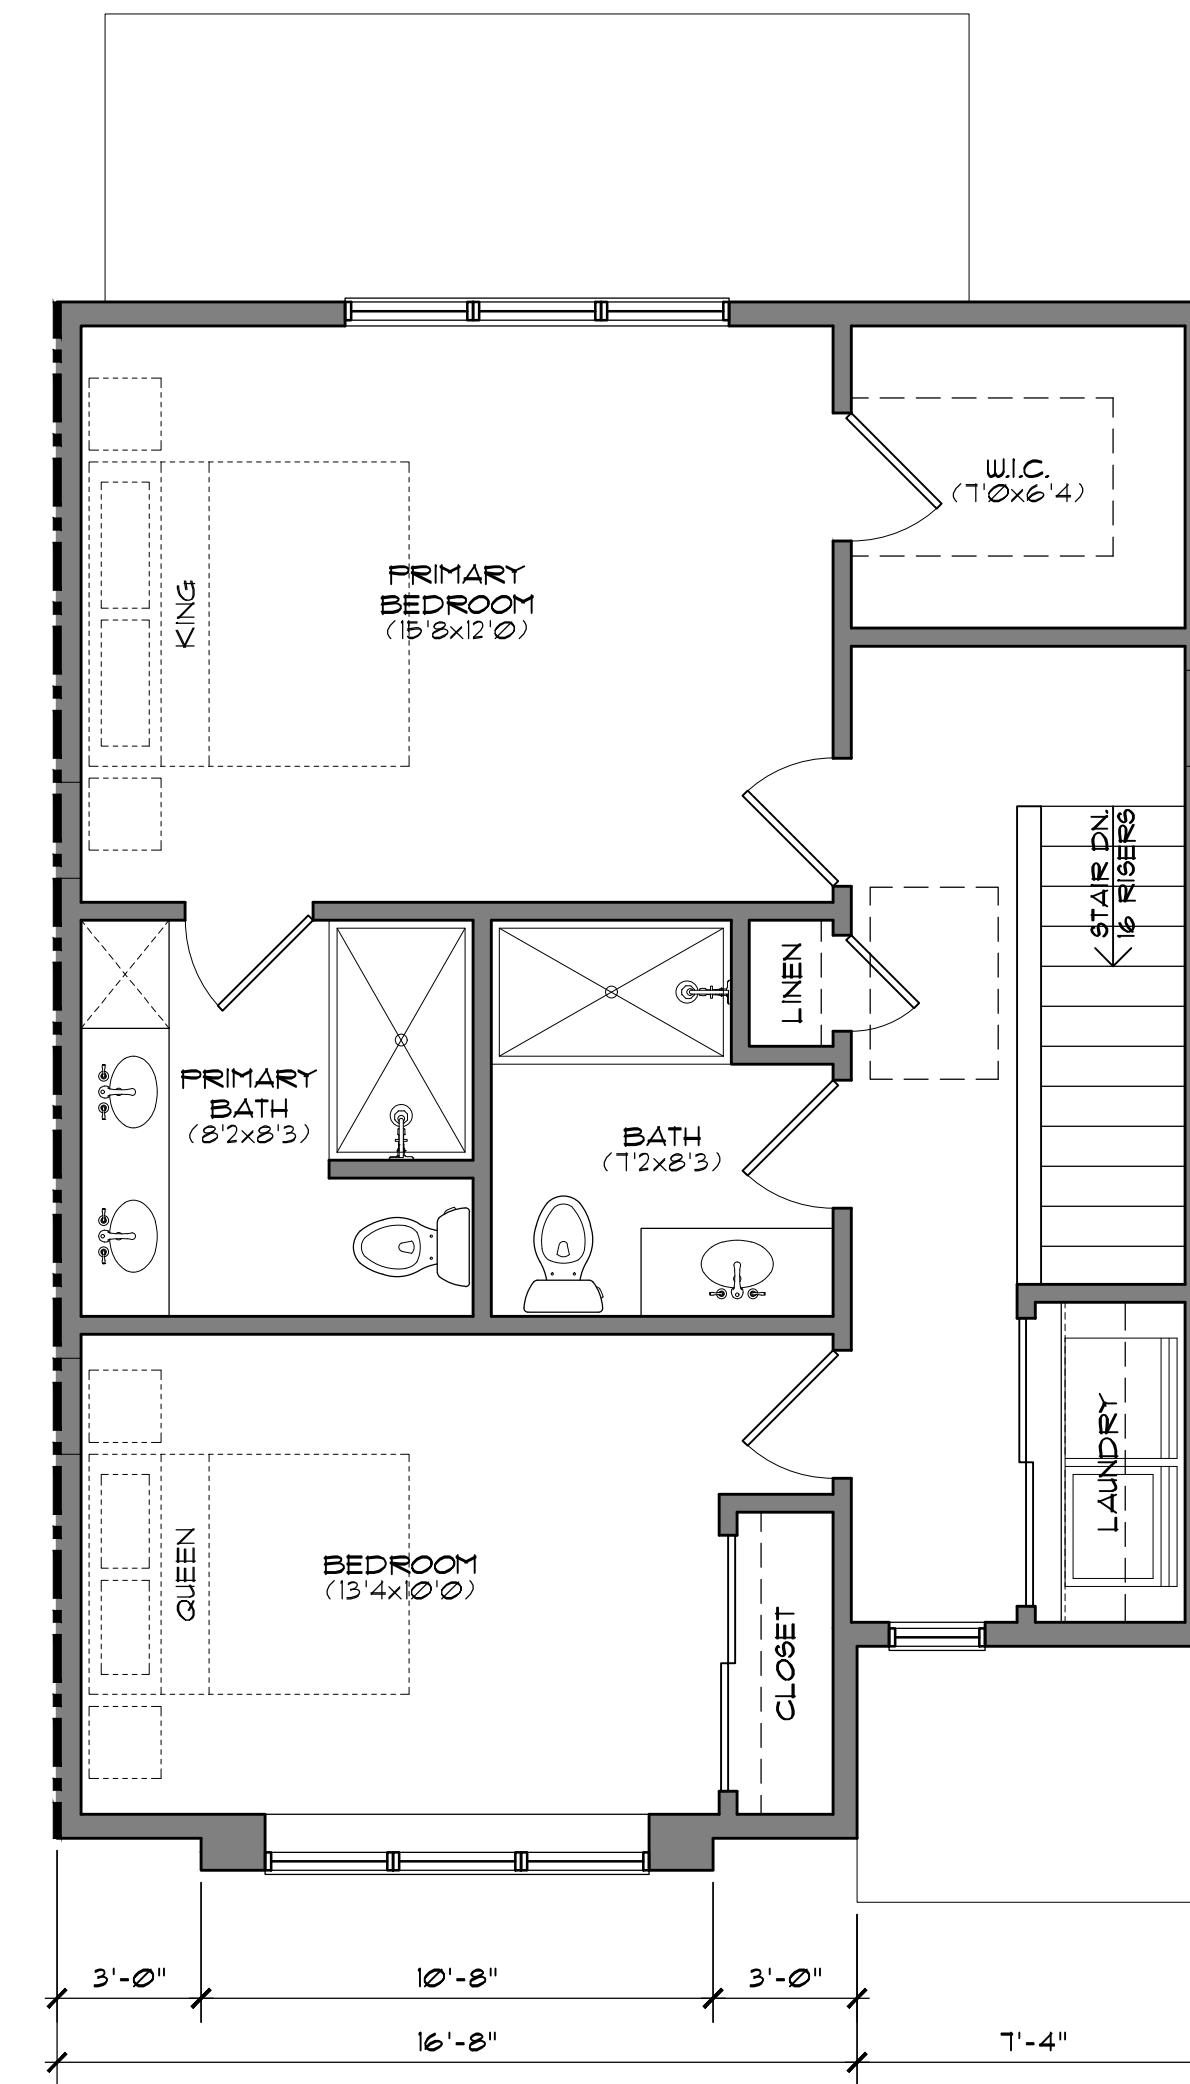 W.I.C.
(7'0x6'4)
PRIMARY
BEDROOM
(15'8x12'0)
KING
STAIR DN.
16 RISERS
LINEN
PRIMARY
BATH
(8'2x8'3)
BATH
(7'2x8'3)
LAUNDRY
QUEEN
BEDROOM
(13'4x10'0)
CLOSET
3'-0" 10'-8" 3'-0"
16'-8" 7'-4"